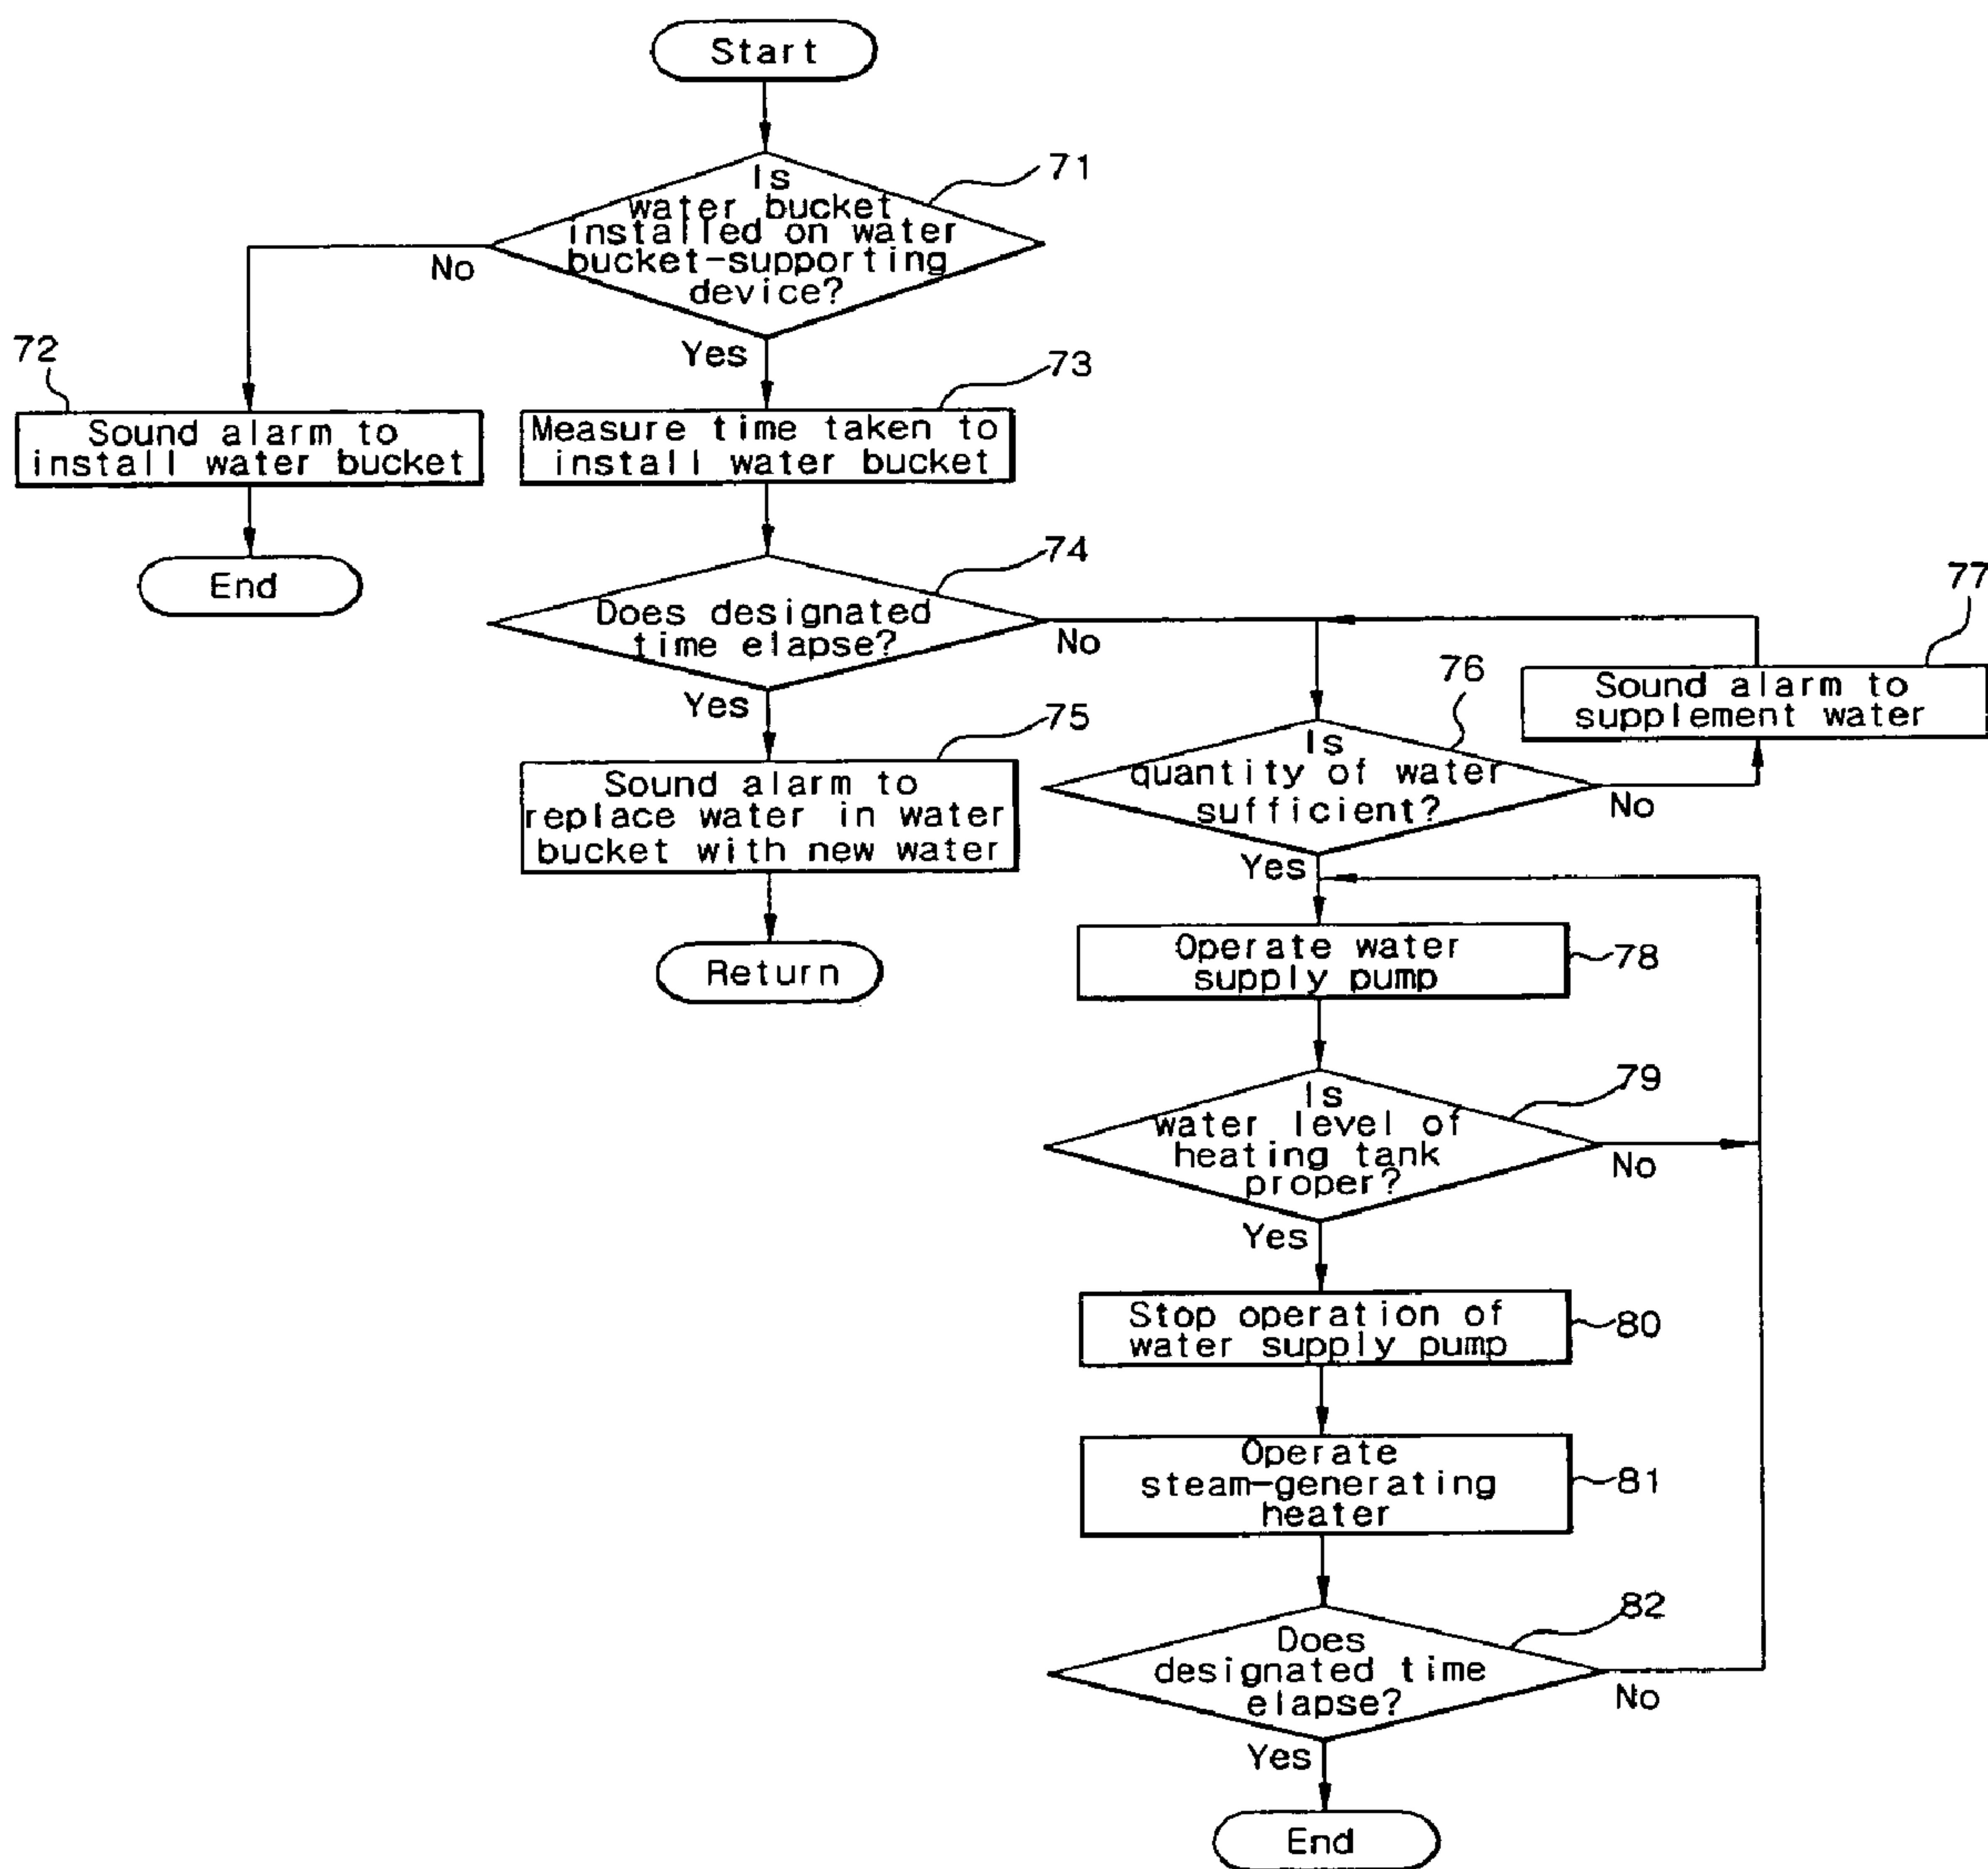 Start
71
Is
water bucket
installed on water
bucket-supporting
device?
No
Yes
72
73
Sound alarm to
install water bucket
Measure time taken to
install water bucket
End
74
Does designated
time elapse?
No
Yes
77
Sound alarm to
supplement water
75
Sound alarm to
replace water in water
bucket with new water
Return
76
Is
quantity of water
sufficient?
No
Yes
Operate water
supply pump
78
79
Is
water level of
heating tank
proper?
No
Yes
Stop operation of
water supply pump
80
Operate
steam-generating
heater
81
82
Does
designated time
elapse?
No
Yes
End